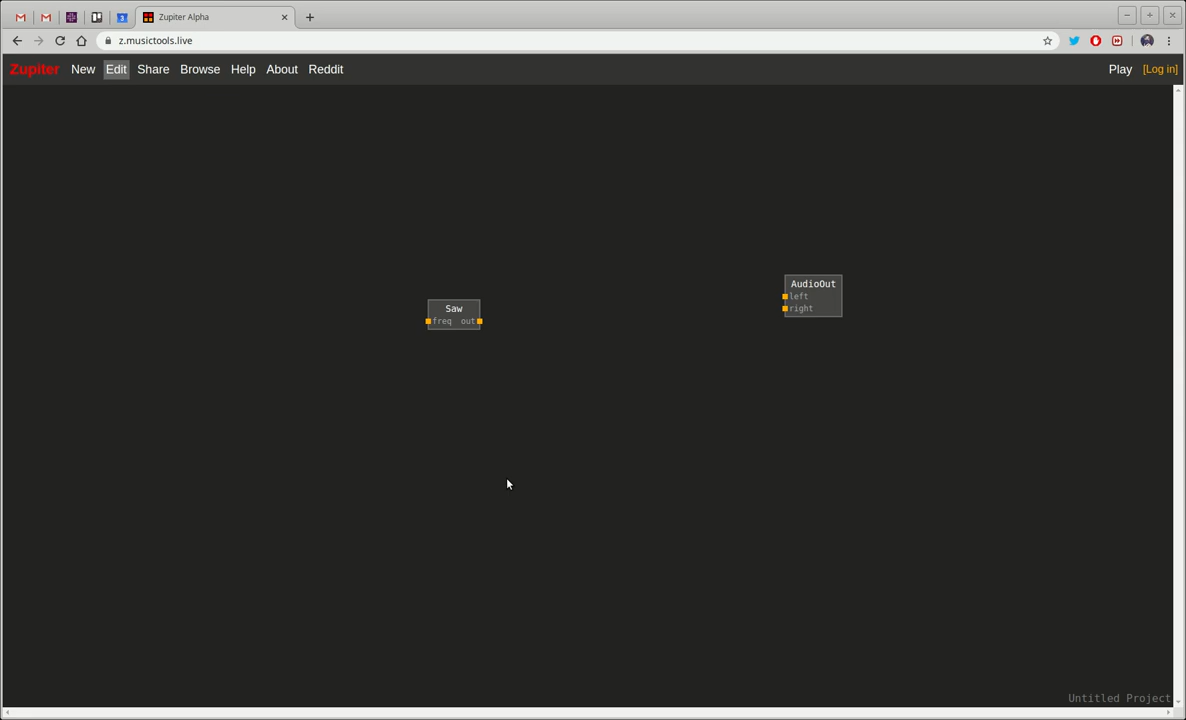 Zupiter Alpha
3
z.musictools.live
Zupiter New Edit Share Browse Help About Reddit Play [Log in]
AudioOut
left
right
Saw
freq out
Untitled Project